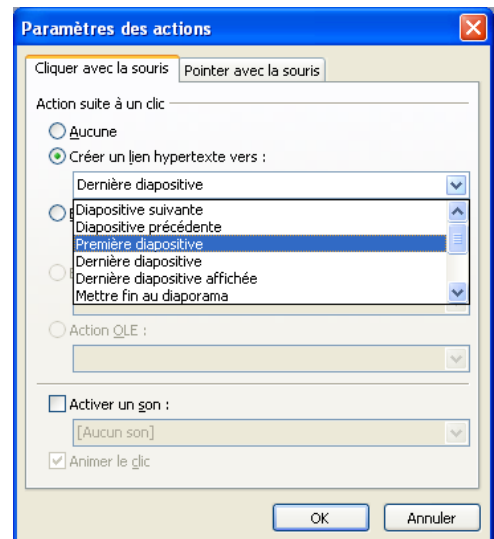 Paramètres des actions
Cliquer avec la souris Pointer avec la souris
Action suite à un clic
Aucune
Créer un lien hypertexte vers :
Dernière diapositive
Diapositive suivante
Diapositive précédente
Première diapositive
Dernière diapositive
Dernière diapositive affichée
Mettre fin au diaporama
Action OLE :
Activer un son :
[Aucun son]
Animer le clic
OK Annuler